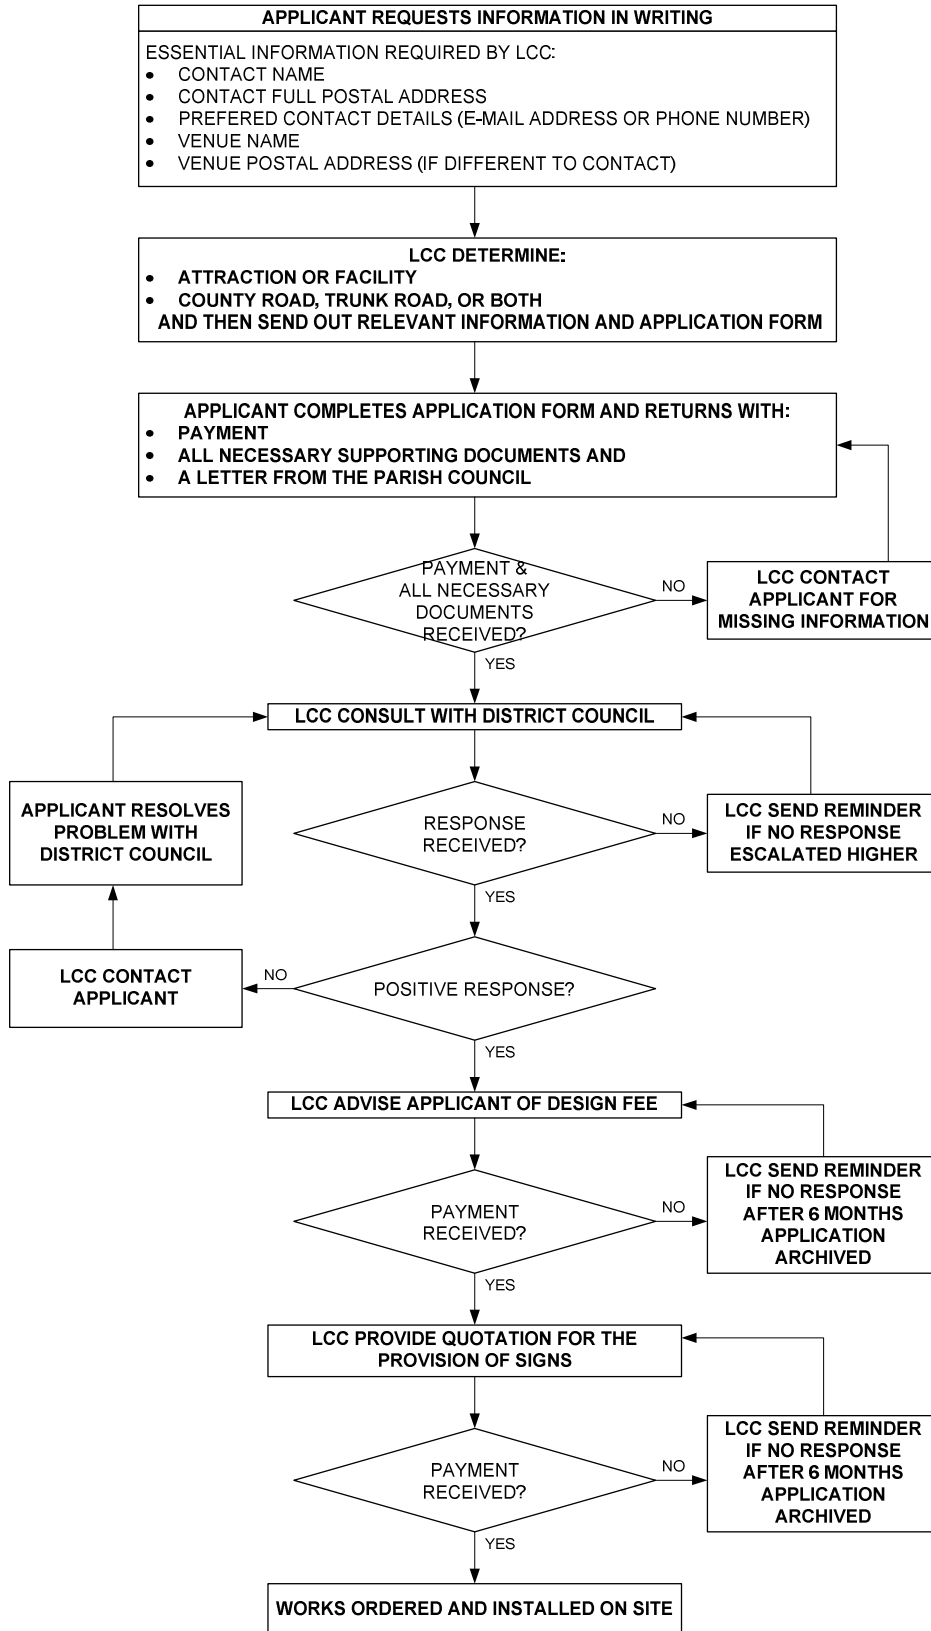 APPLICANT REQUESTS INFORMATION IN WRITING
ESSENTIAL INFORMATION REQUIRED BY LCC:
• CONTACT NAME
• CONTACT FULL POSTAL ADDRESS
• PREFERED CONTACT DETAILS (E-MAIL ADDRESS OR PHONE NUMBER)
• VENUE NAME
• VENUE POSTAL ADDRESS (IF DIFFERENT TO CONTACT)
LCC DETERMINE:
• ATTRACTION OR FACILITY
• COUNTY ROAD, TRUNK ROAD, OR BOTH
AND THEN SEND OUT RELEVANT INFORMATION AND APPLICATION FORM
APPLICANT COMPLETES APPLICATION FORM AND RETURNS WITH:
• PAYMENT
• ALL NECESSARY SUPPORTING DOCUMENTS AND
• A LETTER FROM THE PARISH COUNCIL
PAYMENT &
ALL NECESSARY
DOCUMENTS
RECEIVED?
NO
LCC CONTACT
APPLICANT FOR
MISSING INFORMATION
YES
LCC CONSULT WITH DISTRICT COUNCIL
APPLICANT RESOLVES
PROBLEM WITH
DISTRICT COUNCIL
RESPONSE
RECEIVED?
NO
LCC SEND REMINDER
IF NO RESPONSE
ESCALATED HIGHER
YES
LCC CONTACT
APPLICANT
NO
POSITIVE RESPONSE?
YES
LCC ADVISE APPLICANT OF DESIGN FEE
PAYMENT
RECEIVED?
NO
LCC SEND REMINDER
IF NO RESPONSE
AFTER 6 MONTHS
APPLICATION
ARCHIVED
YES
LCC PROVIDE QUOTATION FOR THE
PROVISION OF SIGNS
PAYMENT
RECEIVED?
NO
LCC SEND REMINDER
IF NO RESPONSE
AFTER 6 MONTHS
APPLICATION
ARCHIVED
YES
WORKS ORDERED AND INSTALLED ON SITE